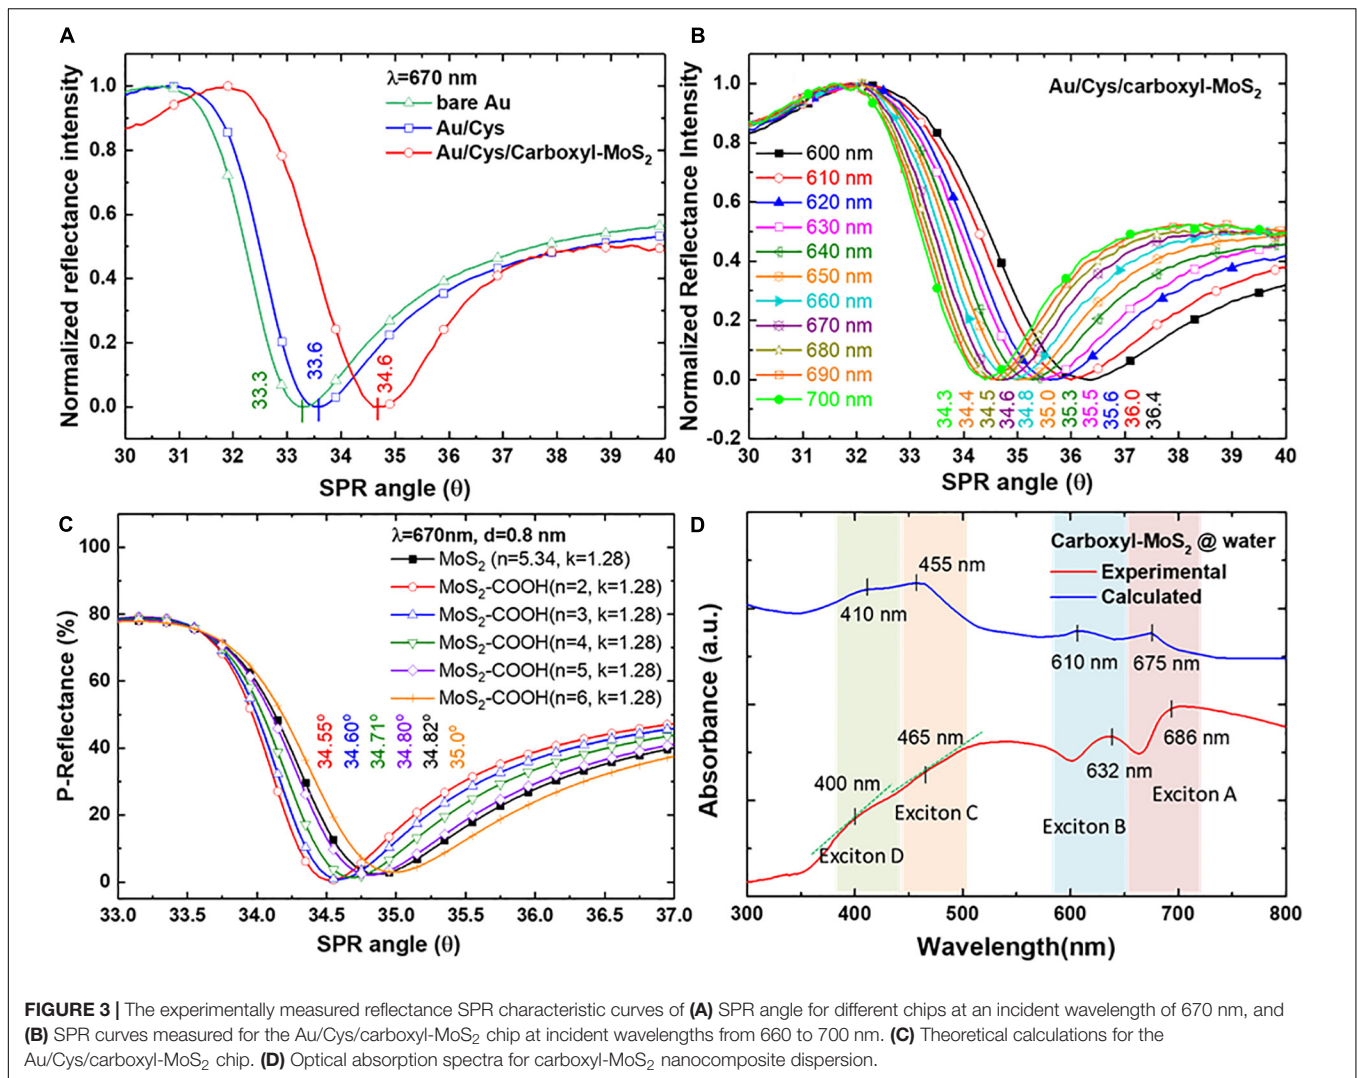 A
Normalized reflectance intensity
1.0
0.8
0.6
0.4
0.2
0.0
λ=670 nm
bare Au
Au/Cys
Au/Cys/Carboxyl-MoS2
33.3
33.6
34.6
30 31 32 33 34 35 36 37 38 39 40
SPR angle (θ)
B
Normalized Reflectance Intensity
1.0
0.8
0.6
0.4
0.2
0.0
-0.2
Au/Cys/carboxyl-MoS2
600 nm
610 nm
620 nm
630 nm
640 nm
650 nm
660 nm
670 nm
680 nm
690 nm
700 nm
34.3 34.4 34.5 34.6 34.8 35.0 35.3 35.5 35.6 36.0 36.4
30 31 32 33 34 35 36 37 38 39 40
SPR angle (θ)
C
P-Reflectance (%)
100
80
60
40
20
0
λ=670nm, d=0.8 nm
MoS2 (n=5.34, k=1.28)
MoS2-COOH(n=2, k=1.28)
MoS2-COOH(n=3, k=1.28)
MoS2-COOH(n=4, k=1.28)
MoS2-COOH(n=5, k=1.28)
MoS2-COOH(n=6, k=1.28)
34.55° 34.60° 34.71° 34.80° 34.82° 35.0°
33.0 33.5 34.0 34.5 35.0 35.5 36.0 36.5 37.0
SPR angle (θ)
D
Absorbance (a.u.)
Carboxyl-MoS2 @ water
Experimental
Calculated
455 nm
410 nm
610 nm
675 nm
465 nm
686 nm
632 nm
400 nm
Exciton A
Exciton C
Exciton B
Exciton D
300 400 500 600 700 800
Wavelength(nm)
FIGURE 3 | The experimentally measured reflectance SPR characteristic curves of (A) SPR angle for different chips at an incident wavelength of 670 nm, and
(B) SPR curves measured for the Au/Cys/carboxyl-MoS2 chip at incident wavelengths from 660 to 700 nm. (C) Theoretical calculations for the
Au/Cys/carboxyl-MoS2 chip. (D) Optical absorption spectra for carboxyl-MoS2 nanocomposite dispersion.